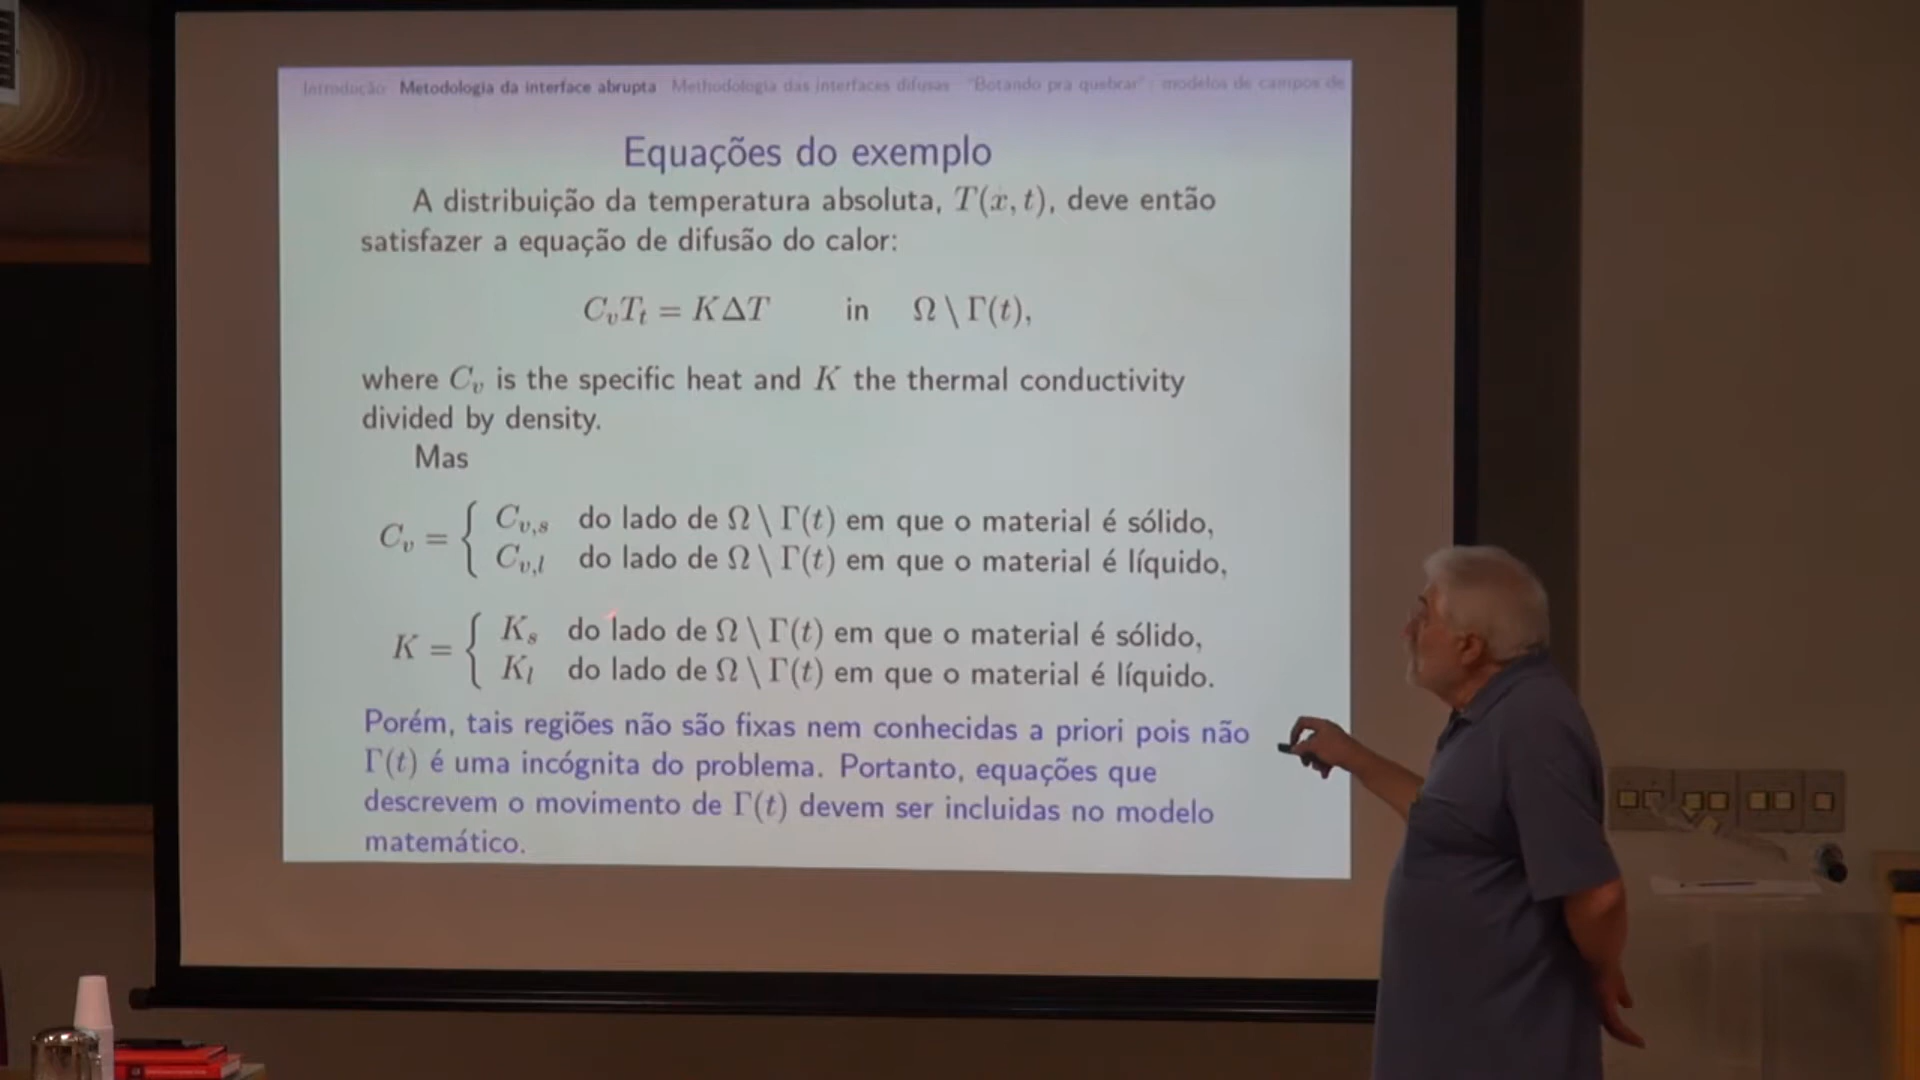 Introdução Metodologia da interface abrupta Methodologia das interfaces difusas "Botando pra quebrar": modelos de campos de
Equações do exemplo
A distribuição da temperatura absoluta, T(x, t), deve então
satisfazer a equação de difusão do calor:
C_v T_t = KΔT in Ω \ Γ(t),
where C_v is the specific heat and K the thermal conductivity
divided by density.
Mas
C_v = { C_{v,s} do lado de Ω \ Γ(t) em que o material é sólido,
C_{v,l} do lado de Ω \ Γ(t) em que o material é líquido,
K = { K_s do lado de Ω \ Γ(t) em que o material é sólido,
K_l do lado de Ω \ Γ(t) em que o material é líquido.
Porém, tais regiões não são fixas nem conhecidas a priori pois não
Γ(t) é uma incógnita do problema. Portanto, equações que
descrevem o movimento de Γ(t) devem ser incluidas no modelo
matemático.